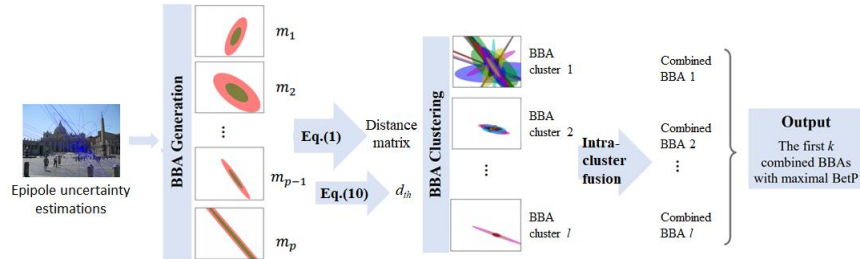 Epipole uncertainty
estimations
BBA Generation
m₁
m₂
...
mₚ₋₁
mₚ
Eq.(1)
Distance
matrix
Eq.(10)
dₜₕ
BBA Clustering
BBA
cluster 1
BBA
cluster 2
...
BBA
cluster l
Intra-
cluster
fusion
Combined
BBA 1
Combined
BBA 2
...
Combined
BBA l
Output
The first k
combined BBAs
with maximal BetP